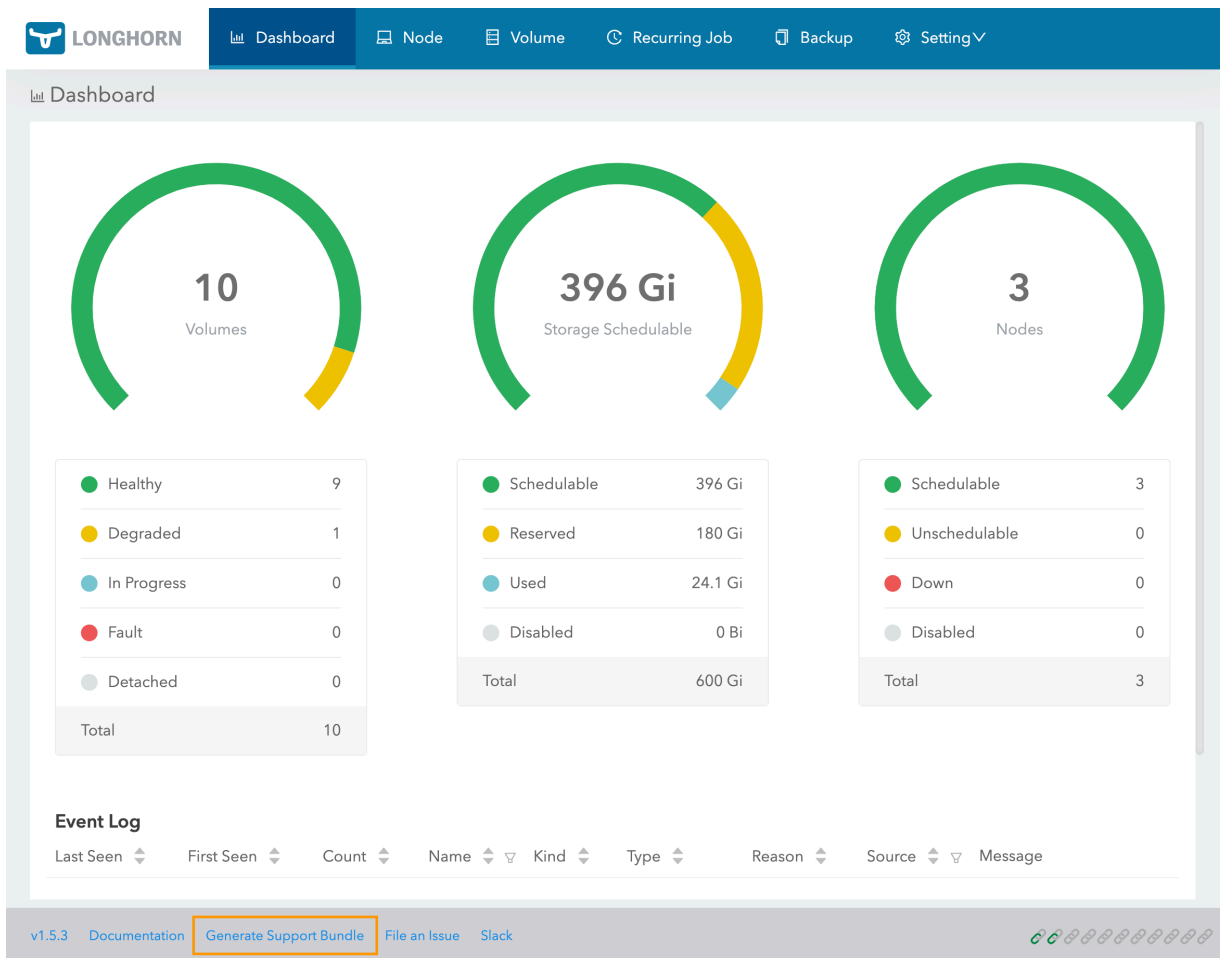 LONGHORN Dashboard Node Volume Recurring Job Backup Setting
Dashboard
10
Volumes
396 Gi
Storage Schedulable
3
Nodes
Healthy 9
Degraded 1
In Progress 0
Fault 0
Detached 0
Total 10
Schedulable 396 Gi
Reserved 180 Gi
Used 24.1 Gi
Disabled 0 Bi
Total 600 Gi
Schedulable 3
Unschedulable 0
Down 0
Disabled 0
Total 3
Event Log
Last Seen First Seen Count Name Kind Type Reason Source Message
v1.5.3 Documentation Generate Support Bundle File an Issue Slack